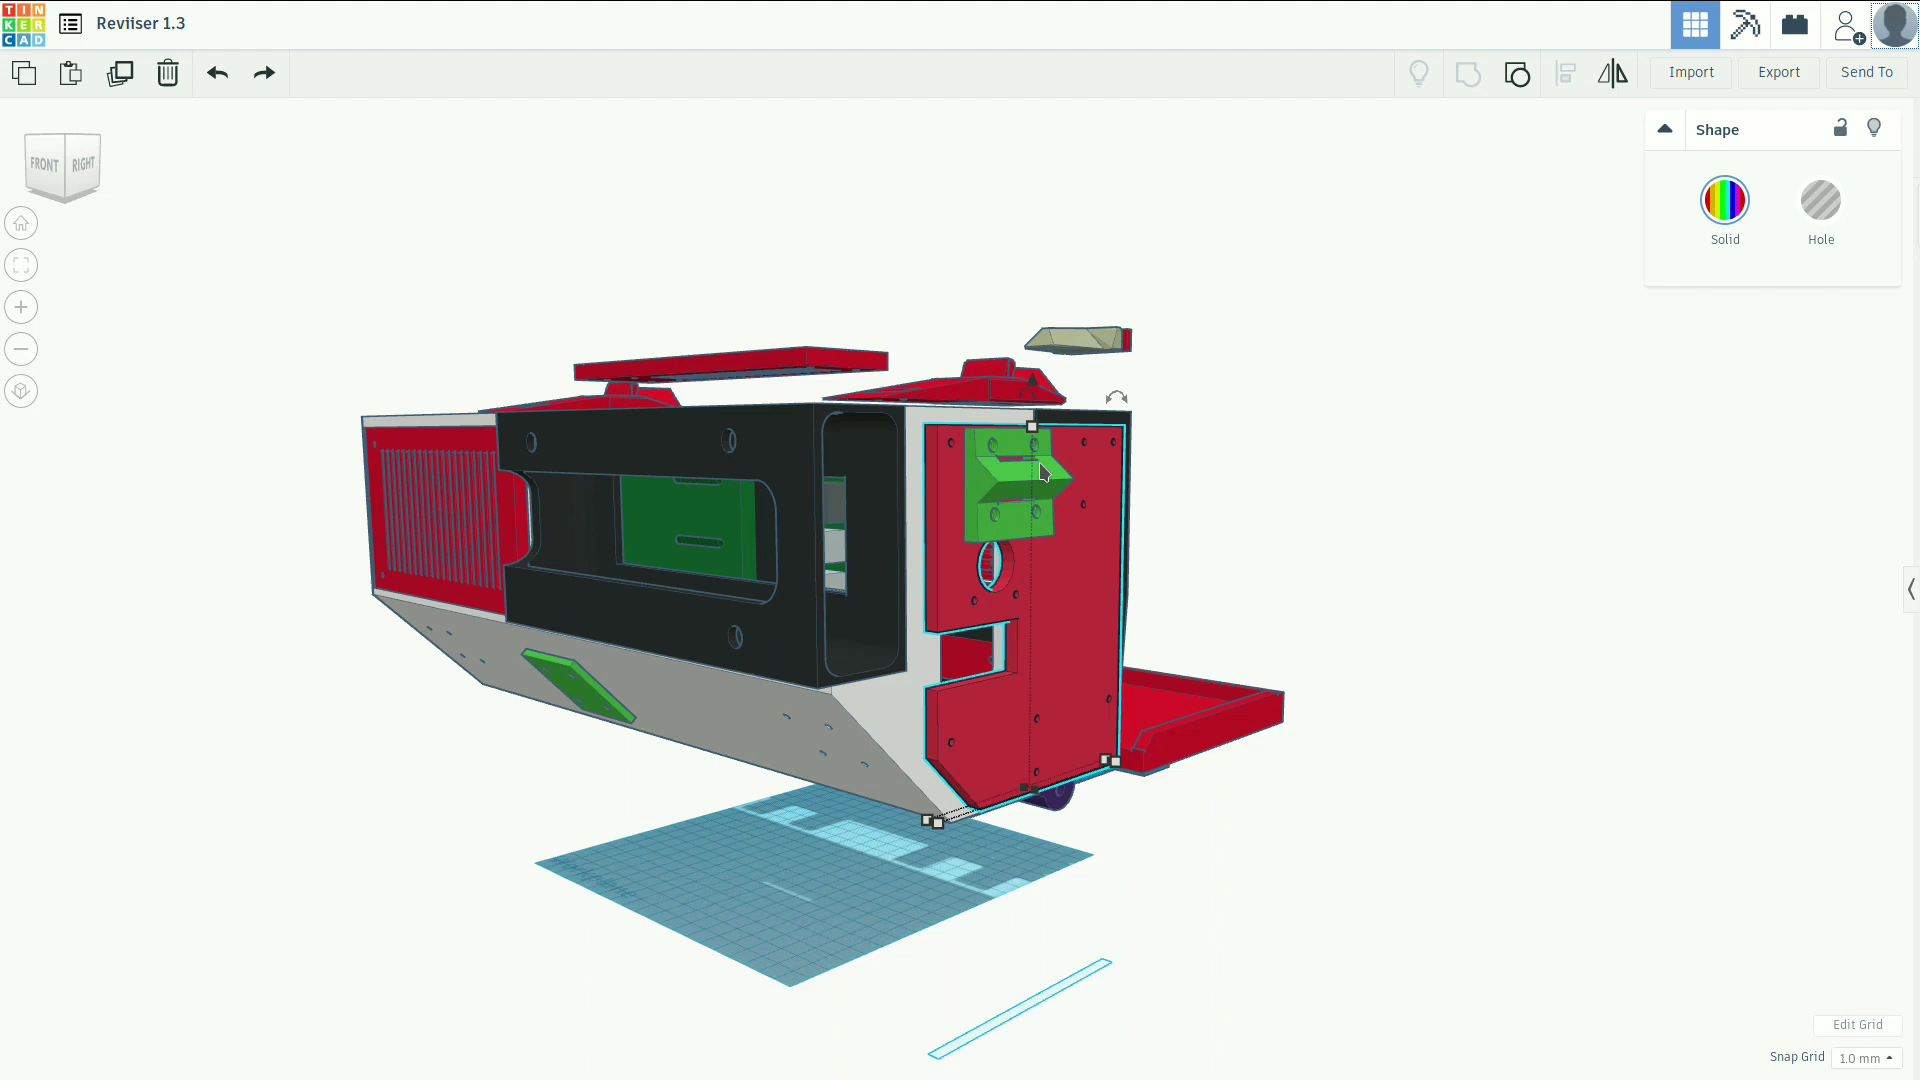 TIN
KER
CAD
Reviiser 1.3
Import
Export
Send To
FRONT
RIGHT
Shape
Solid
Hole
Edit Grid
Snap Grid
1.0 mm